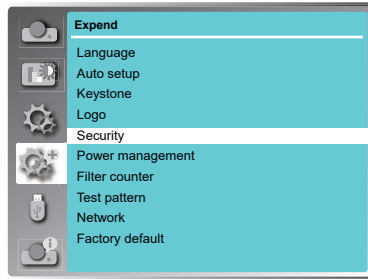 Expend
Language
Auto setup
Keystone
Logo
Security
Power management
Filter counter
Test pattern
Network
Factory default